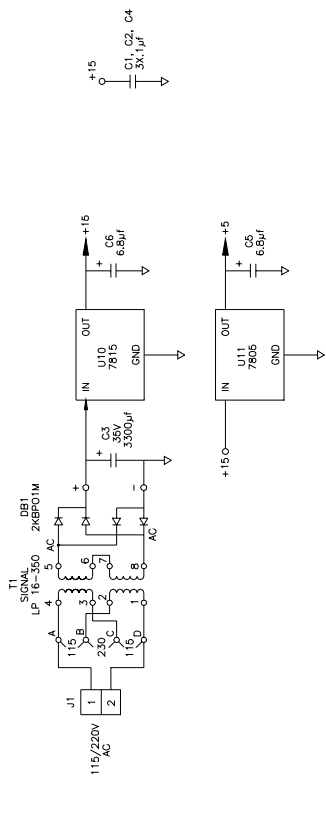 115/220V
AC
J1
1
2
A
B
C
D
115
230
115
T1
SIGNAL
LP 16-350
4
3
2
1
5
6
7
8
AC
AC
DB1
2KBP01M
+
-
+
C3
35V
3300µf
IN
OUT
U10
7815
GND
+15
+
C6
6.8µf
+15
IN
OUT
U11
7805
GND
+5
+
C5
6.8µf
+15
C1, C2, C4
3X.1µf